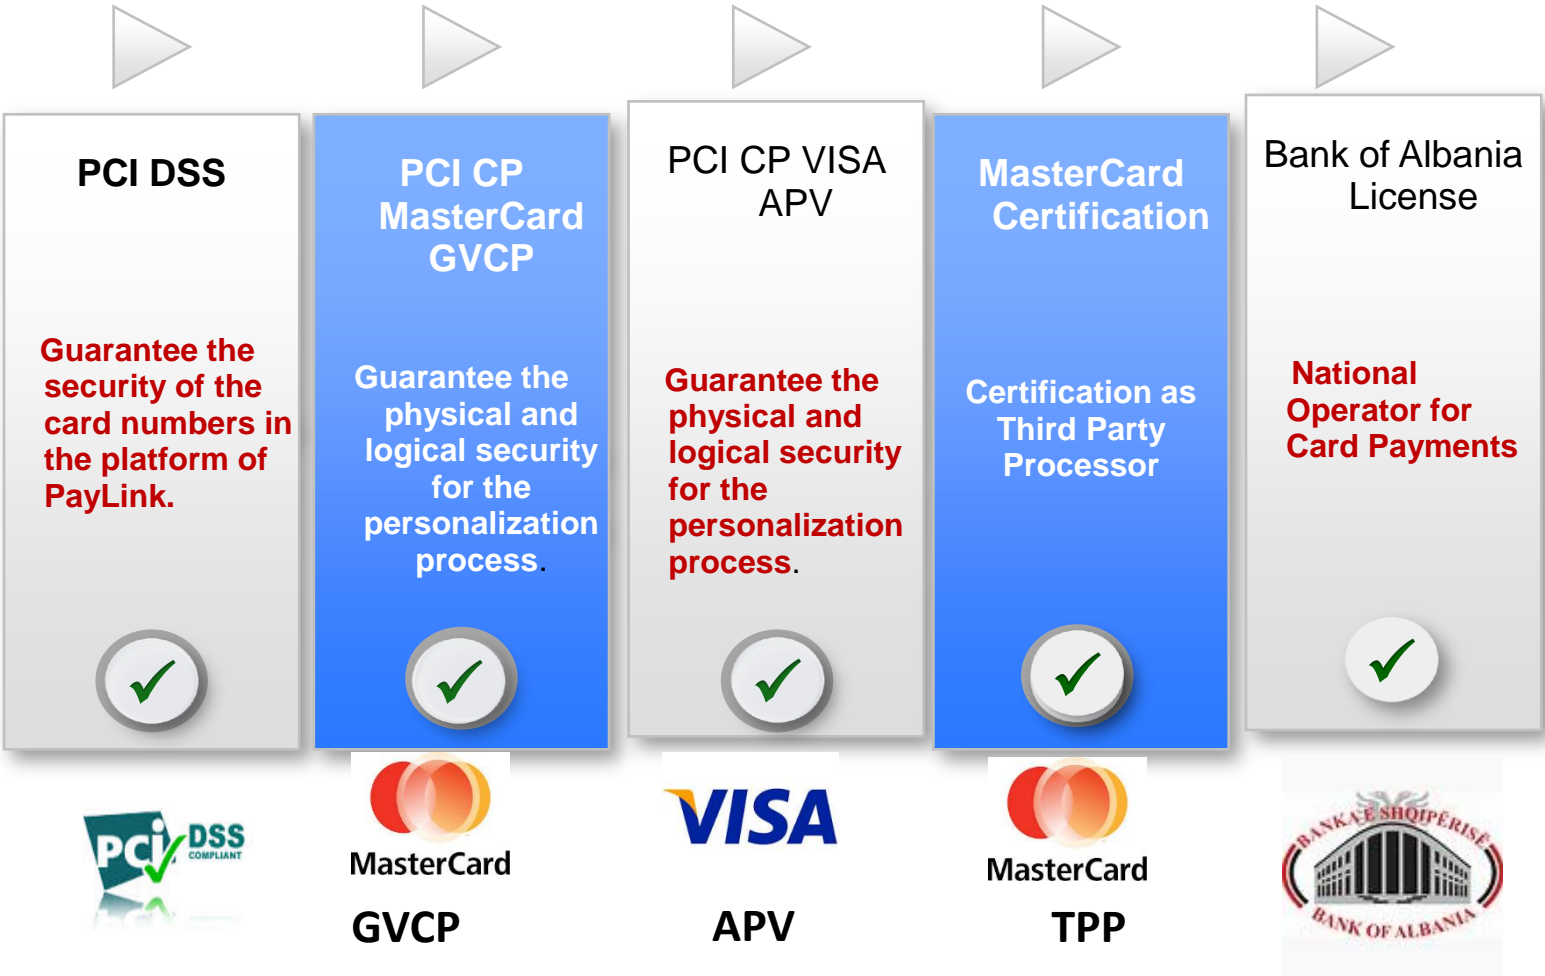 PCI DSS
Guarantee the
security of the
card numbers in
the platform of
PayLink.
PCI CP
MasterCard
GVCP
Guarantee the
physical and
logical security
for the
personalization
process.
PCI CP VISA
APV
Guarantee the
physical and
logical security
for the
personalization
process.
MasterCard
Certification
Certification as
Third Party
Processor
Bank of Albania
License
National
Operator for
Card Payments
PCI DSS
COMPLIANT
MasterCard
GVCP
VISA
APV
MasterCard
TPP
BANKA E SHQIPËRISË
BANK OF ALBANIA